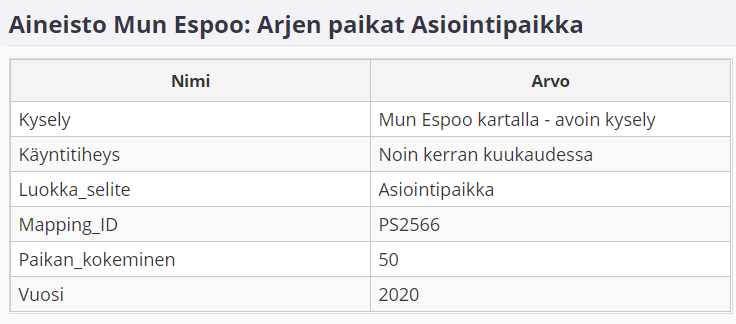 Aineisto Mun Espoo: Arjen paikat Asiointipaikka
Nimi Arvo
Kysely Mun Espoo kartalla - avoin kysely
Käyntitiheys Noin kerran kuukaudessa
Luokka_selite Asiointipaikka
Mapping_ID PS2566
Paikan_kokeminen 50
Vuosi 2020